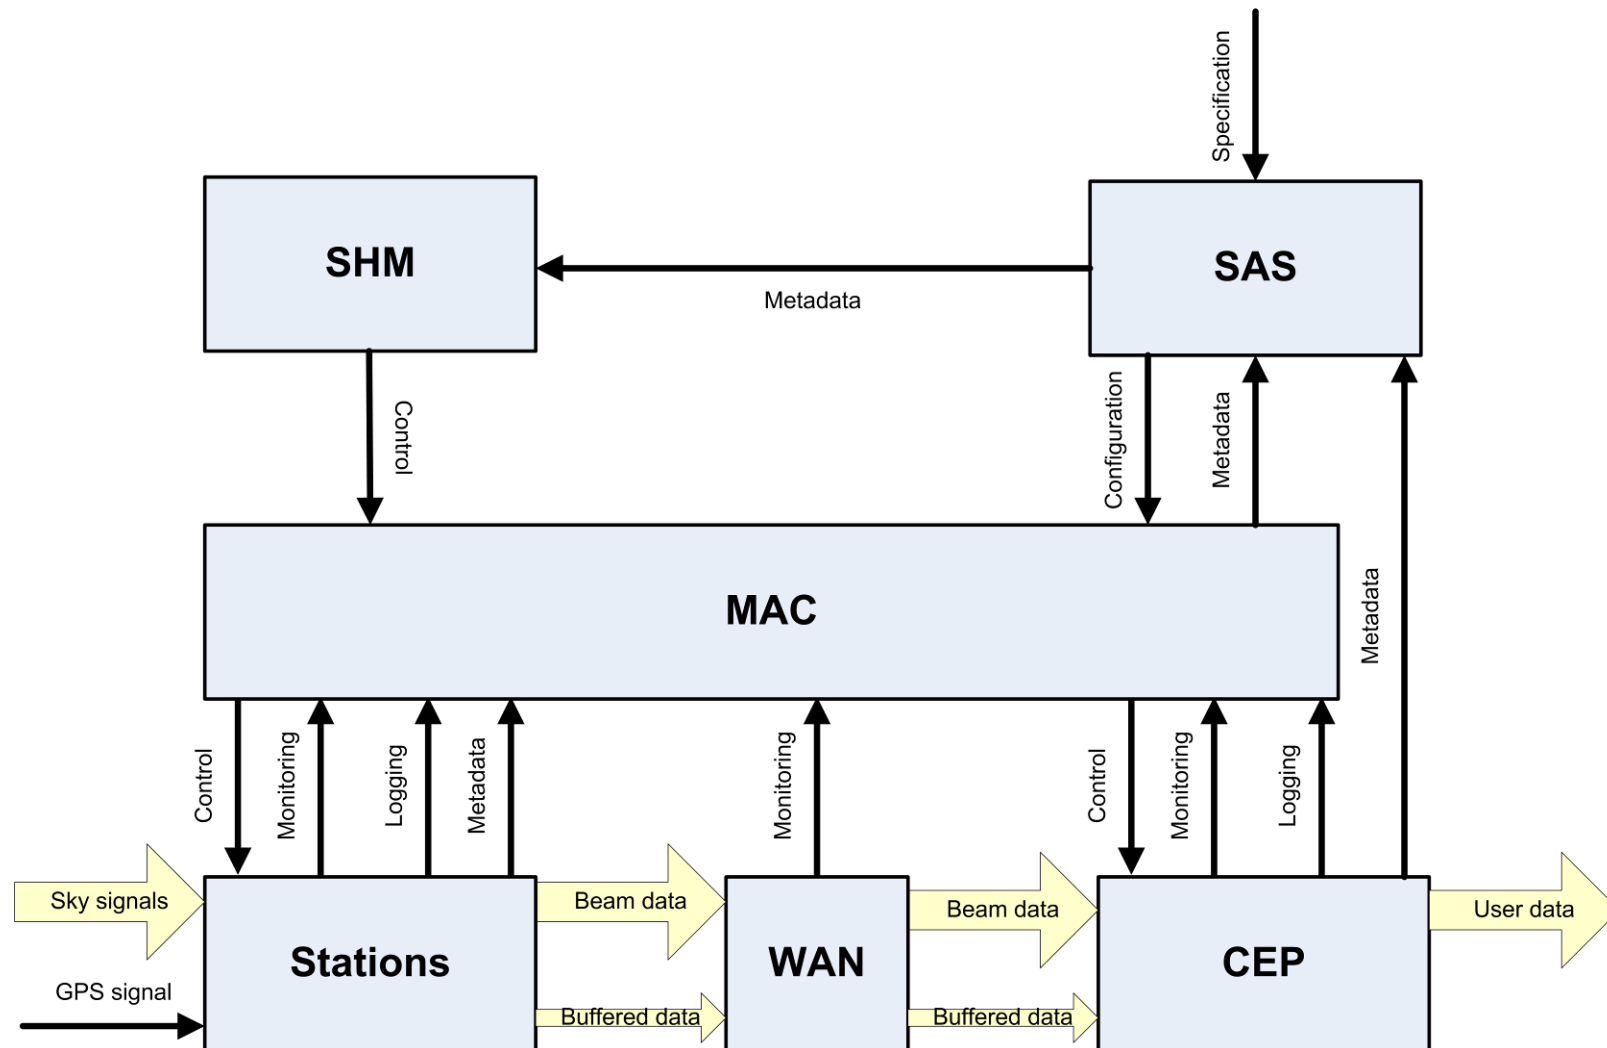 Specification
SHM
SAS
Metadata
Control
Configuration
Metadata
Metadata
MAC
Control
Monitoring
Logging
Metadata
Monitoring
Control
Monitoring
Logging
Sky signals
Beam data
Beam data
User data
Stations
WAN
CEP
GPS signal
Buffered data
Buffered data